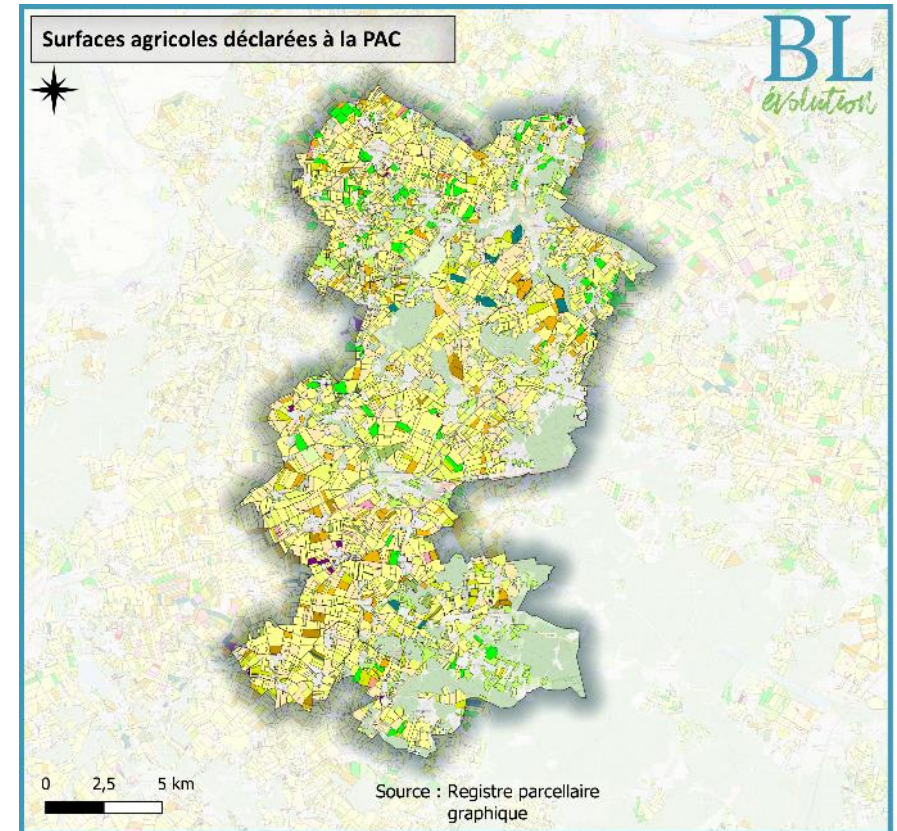 Surfaces agricoles déclarées à la PAC
BL
évolution
0 2,5 5 km
Source : Registre parcellaire
graphique